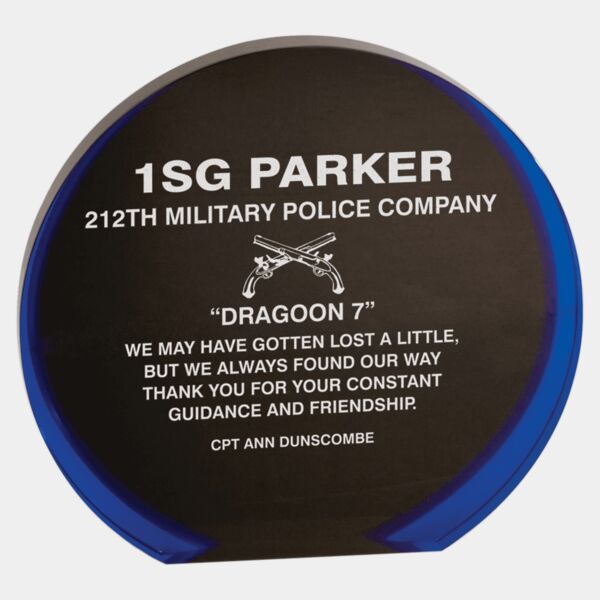 1SG PARKER
212TH MILITARY POLICE COMPANY
“DRAGOON 7”
WE MAY HAVE GOTTEN LOST A LITTLE,
BUT WE ALWAYS FOUND OUR WAY
THANK YOU FOR YOUR CONSTANT
GUIDANCE AND FRIENDSHIP.
CPT ANN DUNSCOMBE